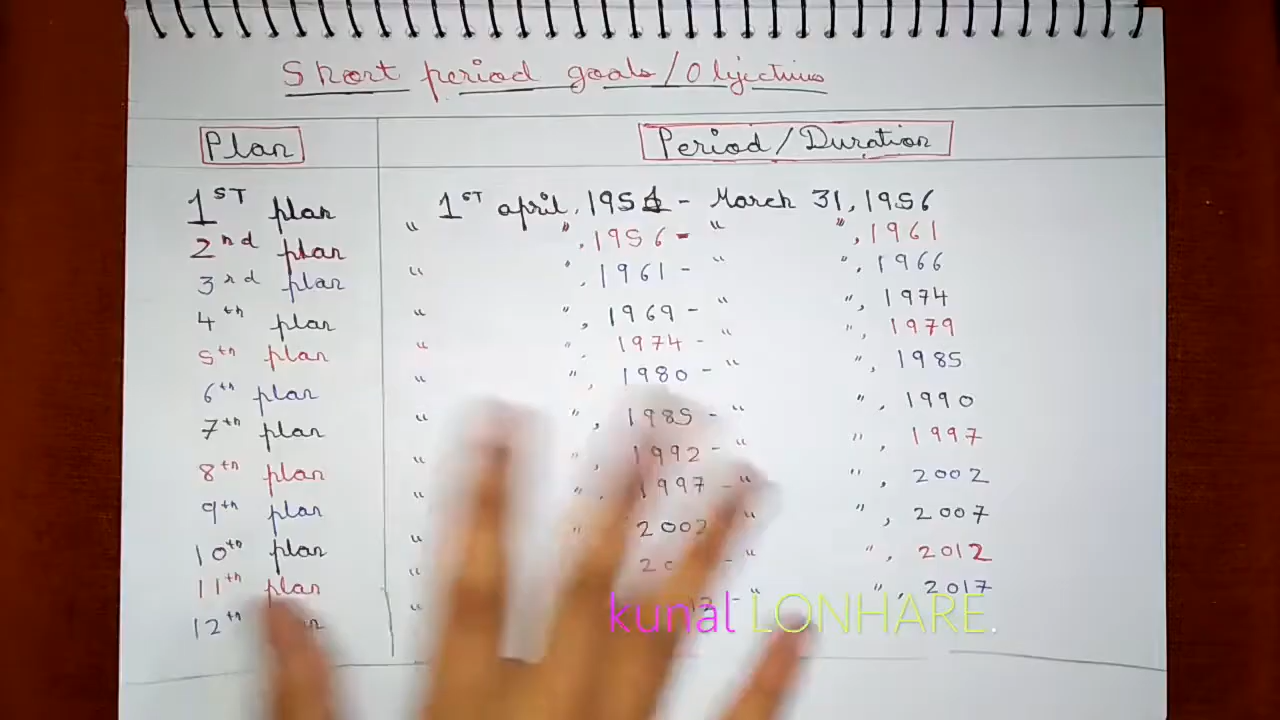 Short period goals/Objectives
Plan Period/Duration
1ST plan 1ST april, 1951 - March 31, 1956
2nd plan " ", 1956 - " ", 1961
3rd plan " ", 1961 - " ", 1966
4th plan " ", 1969 - " ", 1974
5th plan " ", 1974 - " ", 1979
6th plan " ", 1980 - " ", 1985
7th plan " ", 1985 - " ", 1990
8th plan " ", 1992 - " ", 1997
9th plan " ", 1997 - " ", 2002
10th plan " ", 2002 - " ", 2007
11th plan " - " ", 2012
12th " - " ", 2017
kunal LONHARE.